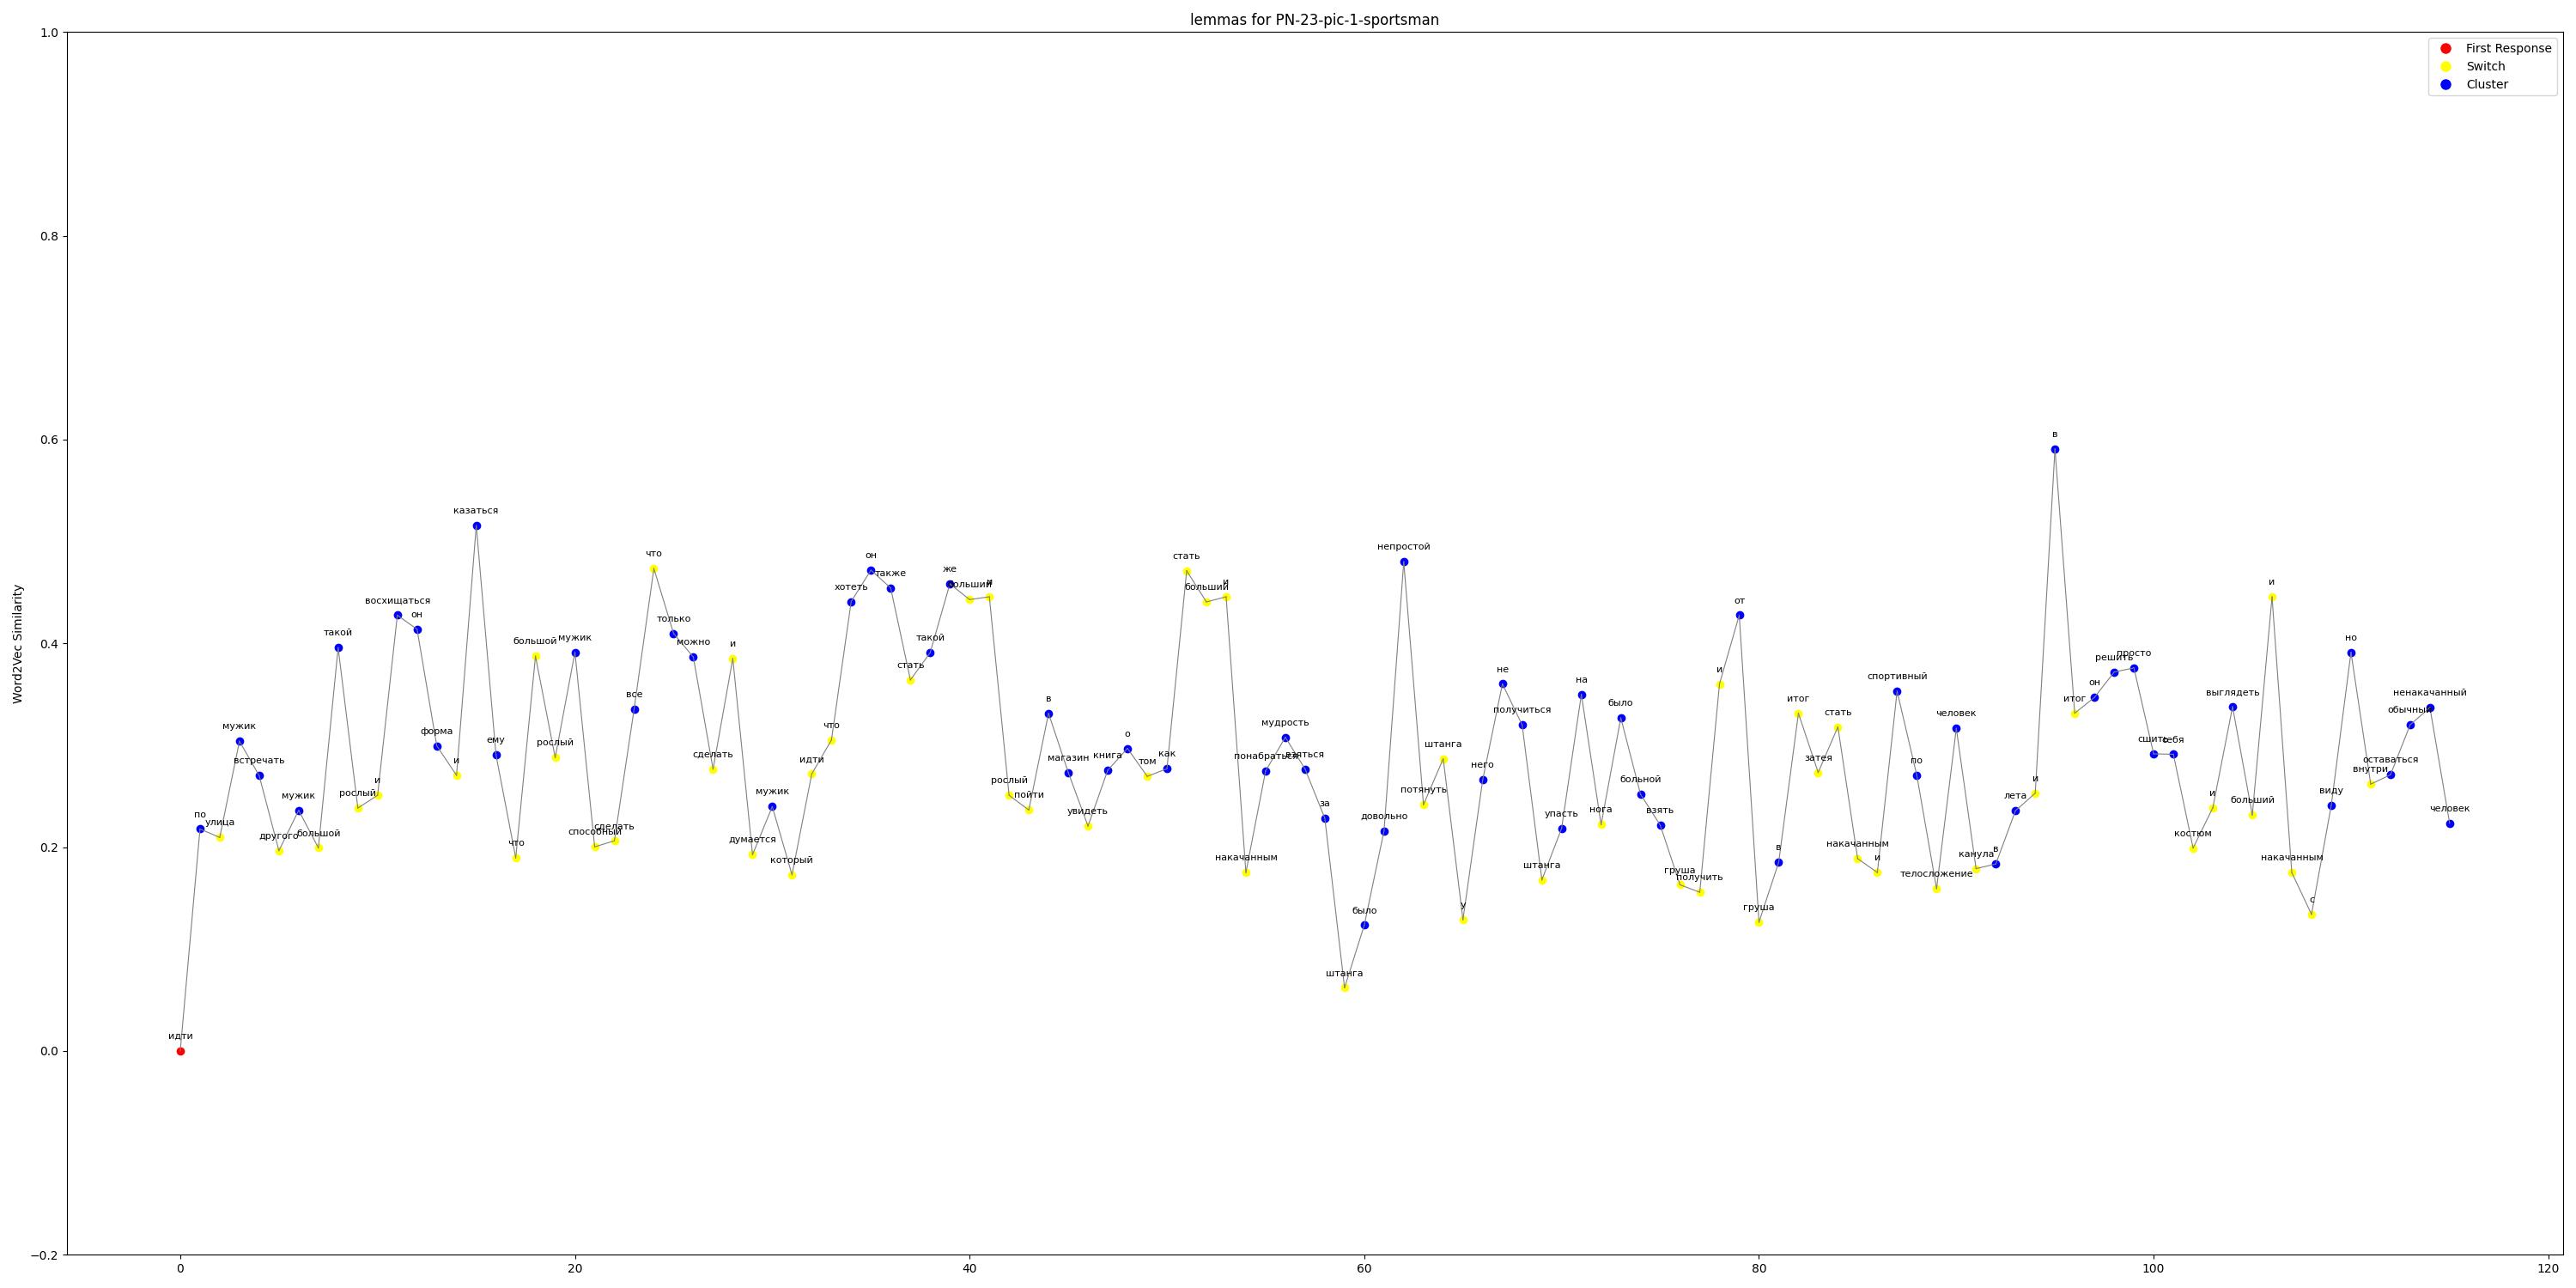 lemmas for PN-23-pic-1-sportsman
First Response
Switch
Cluster
Word2Vec Similarity
1.0
0.8
0.6
0.4
0.2
0.0
−0.2
0
20
40
60
80
100
120
идти
по
улица
мужик
встречать
другого
мужик
большой
такой
рослый
и
восхищаться
он
форма
и
казаться
ему
что
большой
рослый
мужик
способный
сделать
все
что
только
можно
сделать
и
думается
мужик
который
идти
что
хотеть
он
также
стать
такой
же
больший
и
рослый
пойти
в
магазин
увидеть
книга
о
том
как
стать
больший
и
накачанным
понабраться
мудрость
взяться
за
штанга
было
довольно
непростой
потянуть
штанга
у
него
не
получиться
штанга
упасть
на
нога
было
больной
взять
груша
получить
и
от
груша
в
итог
затея
стать
накачанным
и
спортивный
по
телосложение
человек
канула
в
лета
и
в
итог
он
решить
просто
сшить
себя
костюм
и
выглядеть
больший
и
накачанным
с
виду
но
внутри
оставаться
обычный
ненакачанный
человек